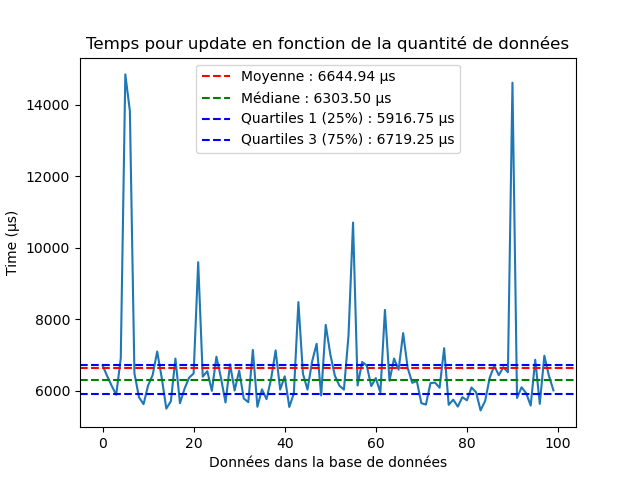 Temps pour update en fonction de la quantité de données
Moyenne : 6644.94 µs
Médiane : 6303.50 µs
Quartiles 1 (25%) : 5916.75 µs
Quartiles 3 (75%) : 6719.25 µs
14000
12000
10000
8000
6000
Time (µs)
0 20 40 60 80 100
Données dans la base de données